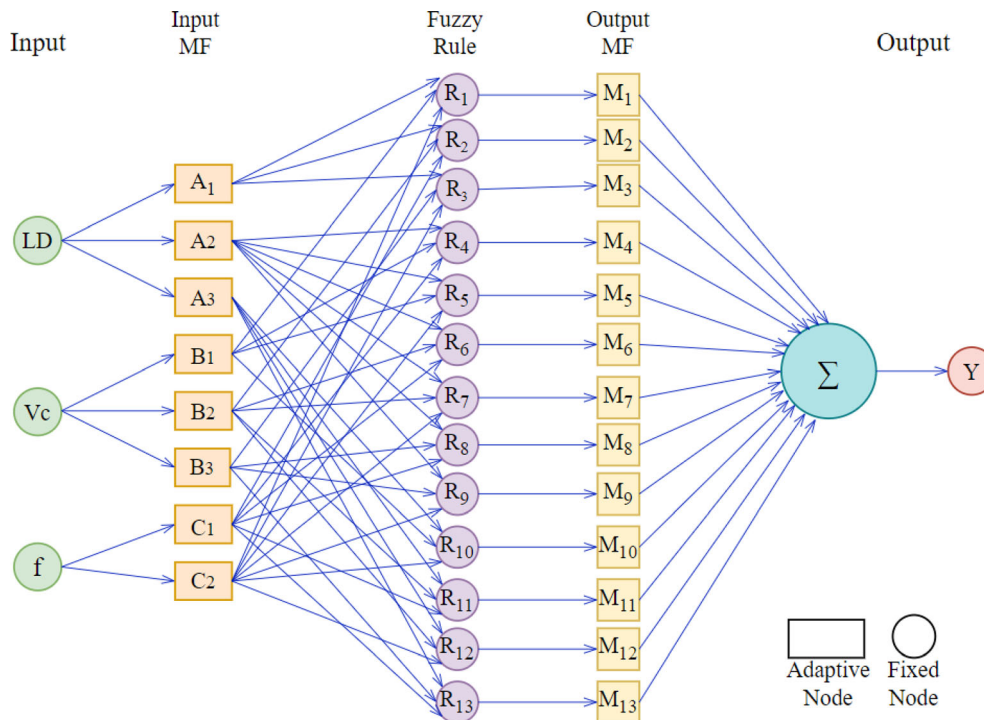 Input
Input
MF
Fuzzy
Rule
Output
MF
Output
LD
Vc
f
A1
A2
A3
B1
B2
B3
C1
C2
R1
R2
R3
R4
R5
R6
R7
R8
R9
R10
R11
R12
R13
M1
M2
M3
M4
M5
M6
M7
M8
M9
M10
M11
M12
M13
Σ
Y
Adaptive
Node
Fixed
Node